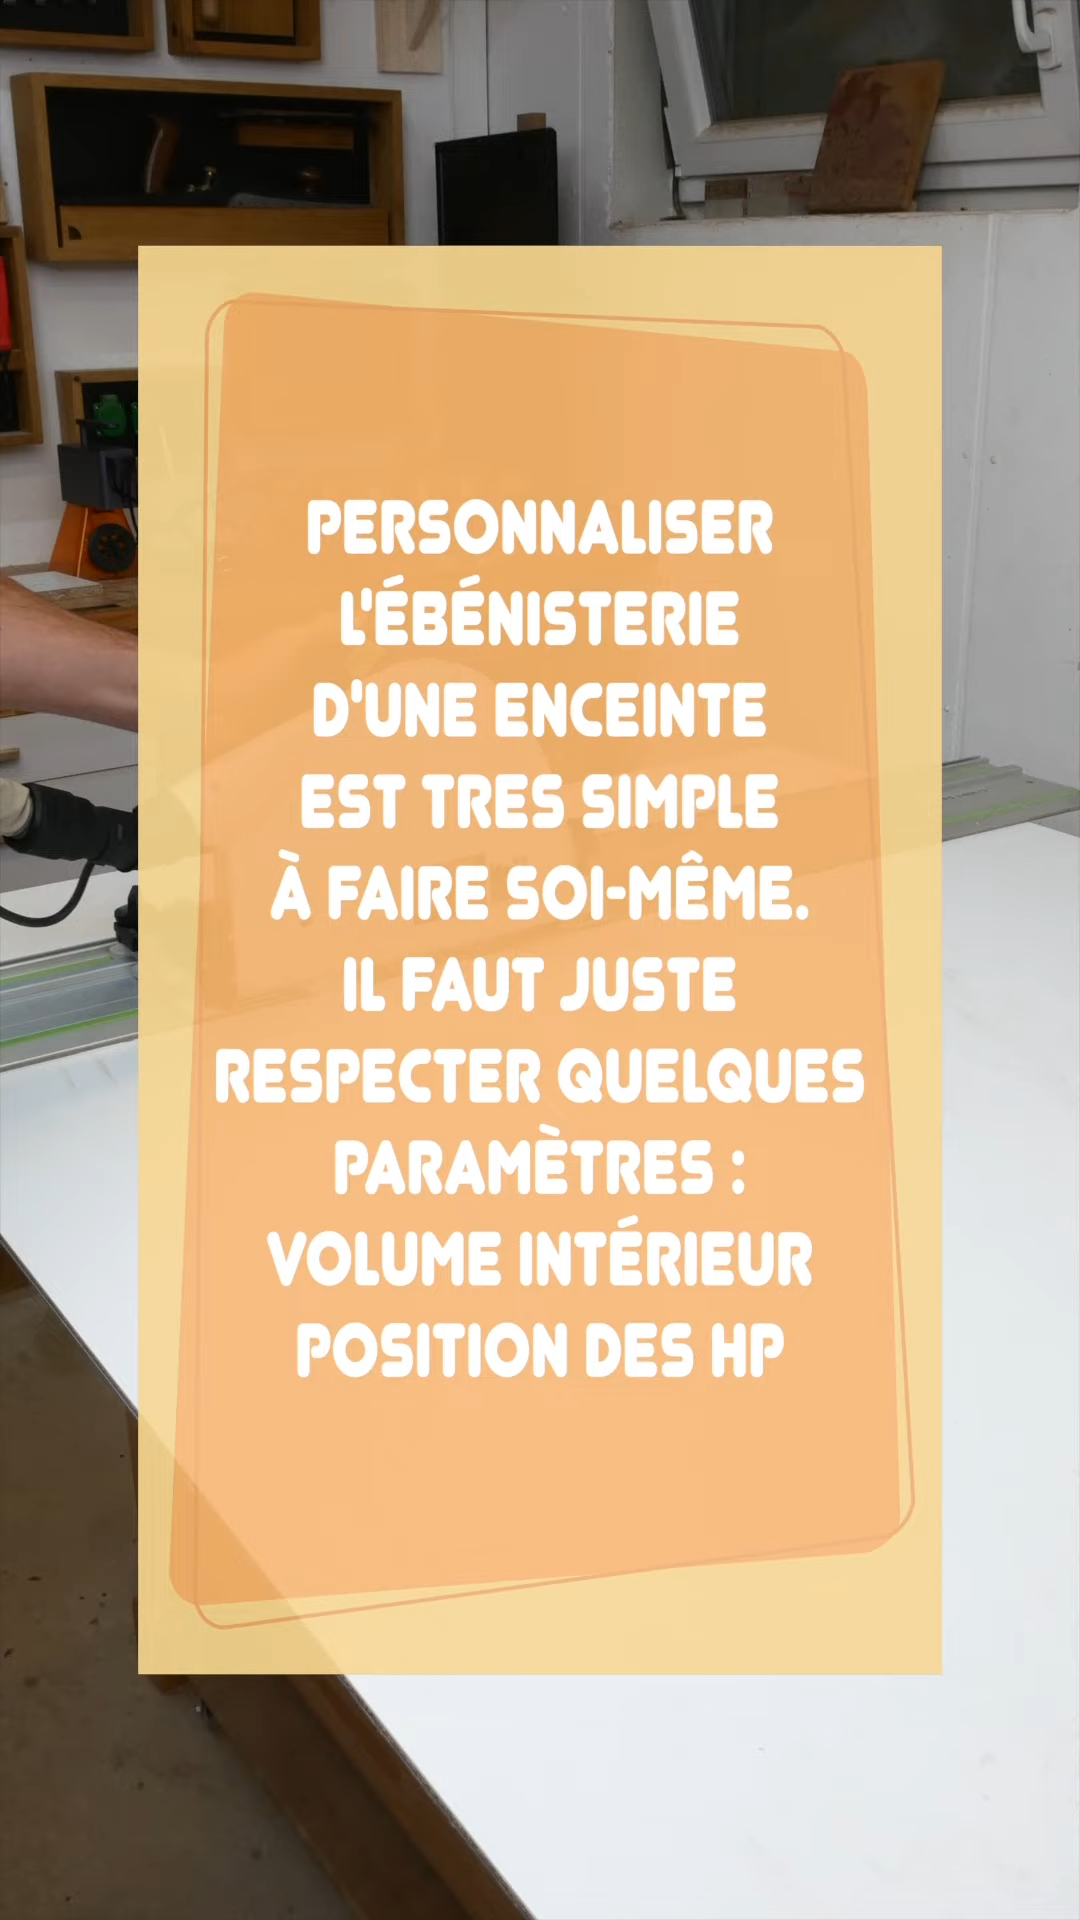 PERSONNALISER
L'ÉBÉNISTERIE
D'UNE ENCEINTE
EST TRES SIMPLE
À FAIRE SOI-MÊME.
IL FAUT JUSTE
RESPECTER QUELQUES
PARAMÈTRES :
VOLUME INTÉRIEUR
POSITION DES HP